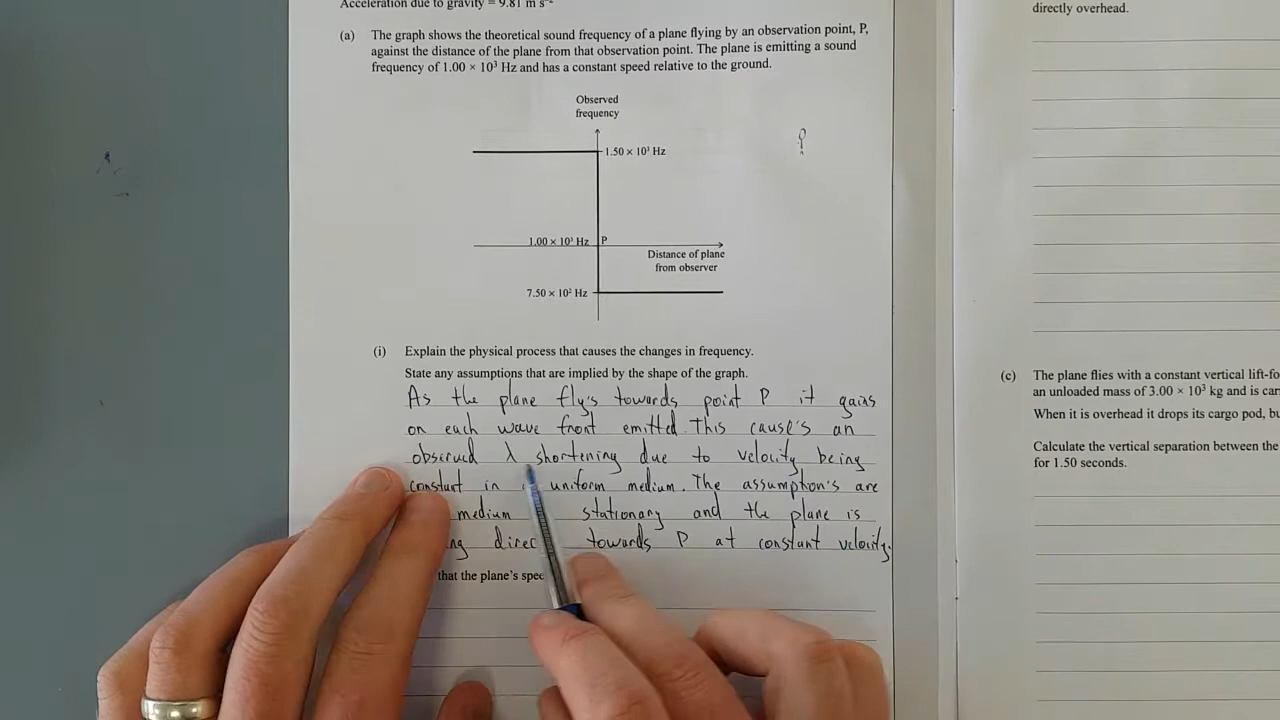 Acceleration due to gravity = 9.81 m s⁻²
(a) The graph shows the theoretical sound frequency of a plane flying by an observation point, P,
against the distance of the plane from that observation point. The plane is emitting a sound
frequency of 1.00 × 10³ Hz and has a constant speed relative to the ground.
Observed
frequency
1.50 × 10³ Hz
1.00 × 10³ Hz P
Distance of plane
from observer
7.50 × 10² Hz
(i) Explain the physical process that causes the changes in frequency.
State any assumptions that are implied by the shape of the graph.
As the plane fly's towards point P it gains
on each wave front emitted. This cause's an
observed λ shortening due to velocity being
constant in uniform medium. The assumption's are
medium stationary and the plane is
towards P at constant velocity.
that the plane's
directly overhead.
(c) The plane flies with a constant vertical
an unloaded mass of 3.00 × 10³ kg and is
When it is overhead it drops its cargo pod,
Calculate the vertical separation between the
for 1.50 seconds.